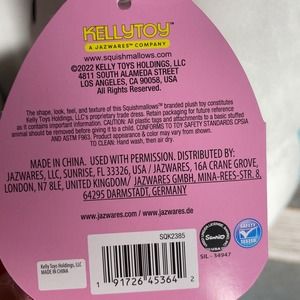 KELLYTOY
A JAZWARES™ COMPANY
www.squishmallows.com
©2022 KELLY TOYS HOLDINGS, LLC
4811 SOUTH ALAMEDA STREET
LOS ANGELES, CA 90058, USA
All Rights Reserved.
The shape, look, feel, and texture of this Squishmallows™ branded plush toy constitutes
Kelly Toys Holdings, LLC's proprietary trade dress. Retain packaging for future reference
as it contains important information. CAUTION: All plastic tags and attachments to a basic stuffed
animal should be removed before giving it to a child. CONFORMS TO TOY SAFETY STANDARDS CPSIA
AND ASTM F963. Product appearance & color may vary from shown.
TO CLEAN: Hand wash, then air dry.
MADE IN CHINA. USED WITH PERMISSION. DISTRIBUTED BY:
JAZWARES, LLC, SUNRISE, FL 33326, USA / JAZWARES, 16A CRANE GROVE,
LONDON, N7 8LE, UNITED KINGDOM/ JAZWARES GMBH, MINA-REES-STR. 8,
64295 DARMSTADT, GERMANY
www.jazwares.com / www.jazwares.de
SQK2385
Kelly Toys Holdings, LLC
MADE IN CHINA
1 91726 45364 2
Sanrio
SAFETY
TESTED
SIL - 34947